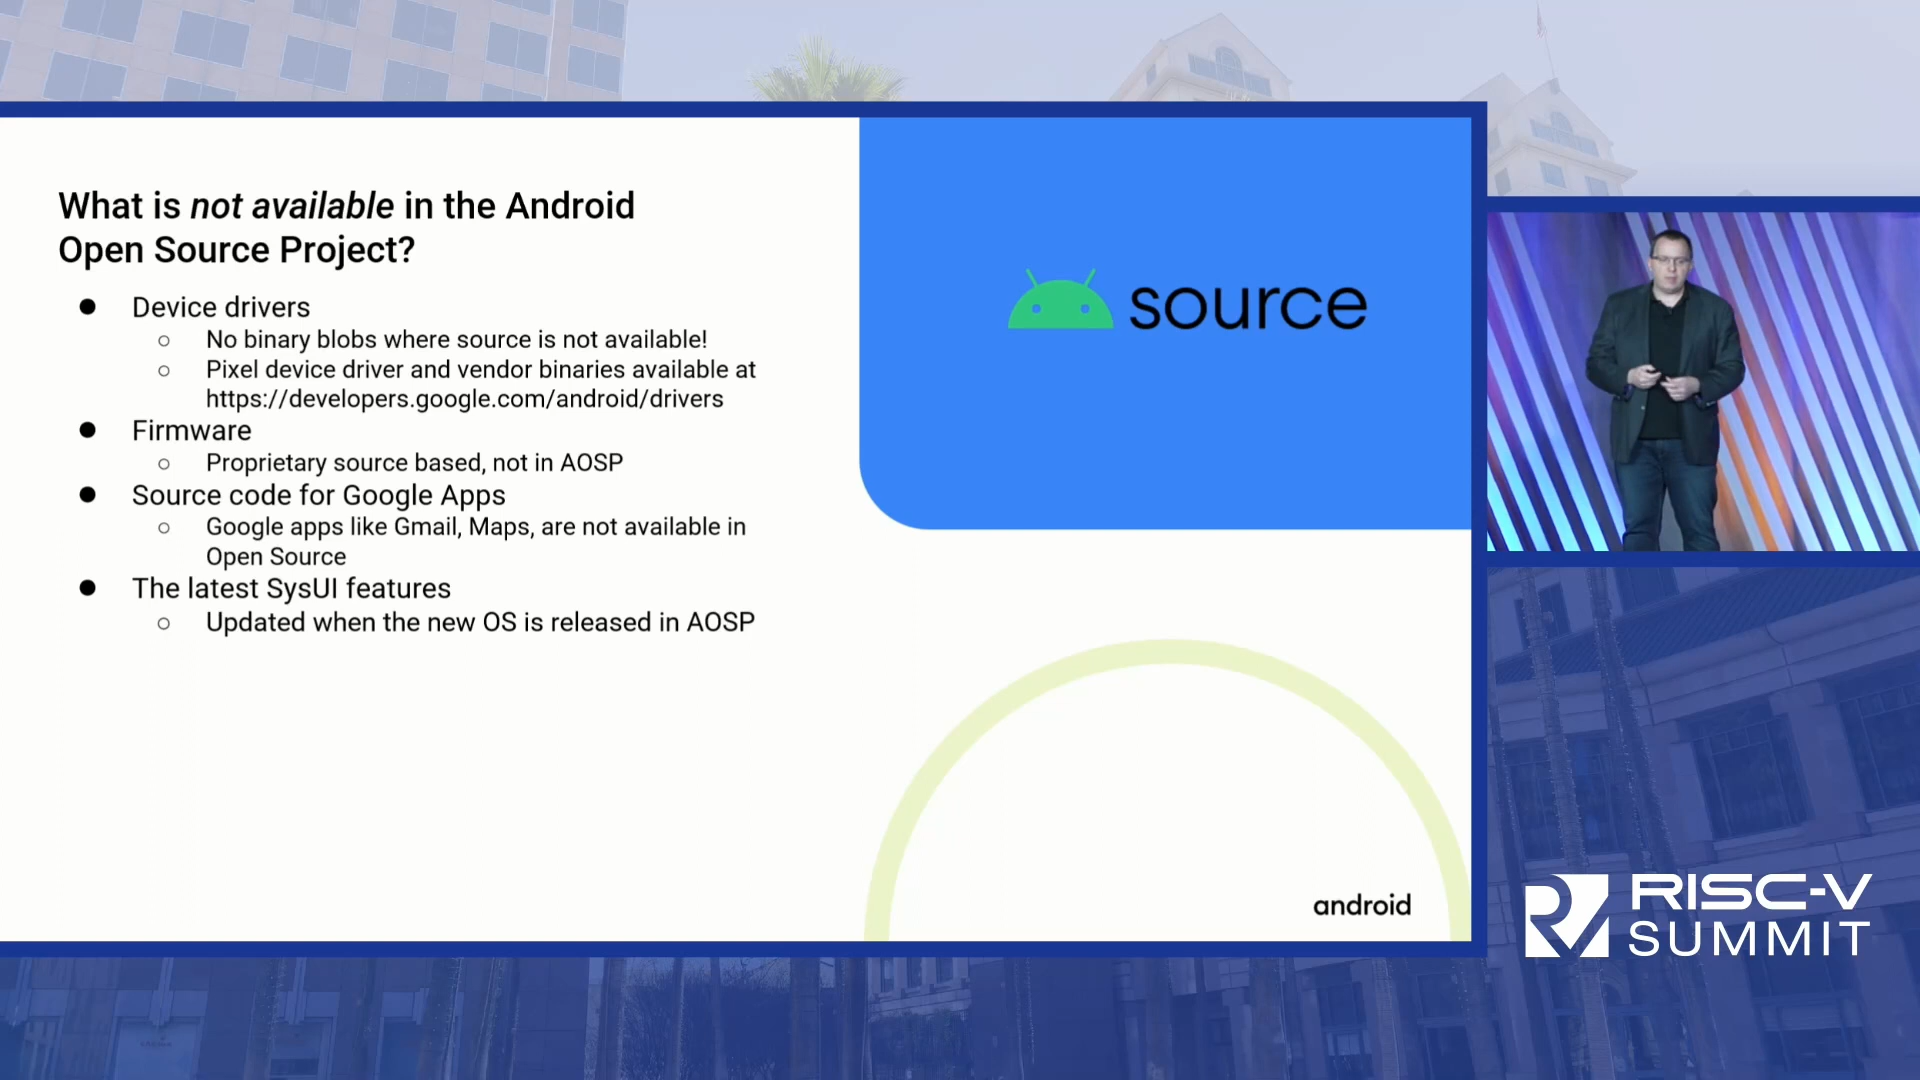 What is not available in the Android
Open Source Project?
● Device drivers
○ No binary blobs where source is not available!
○ Pixel device driver and vendor binaries available at
https://developers.google.com/android/drivers
● Firmware
○ Proprietary source based, not in AOSP
● Source code for Google Apps
○ Google apps like Gmail, Maps, are not available in
Open Source
● The latest SysUI features
○ Updated when the new OS is released in AOSP
source
android
RISC-V
SUMMIT